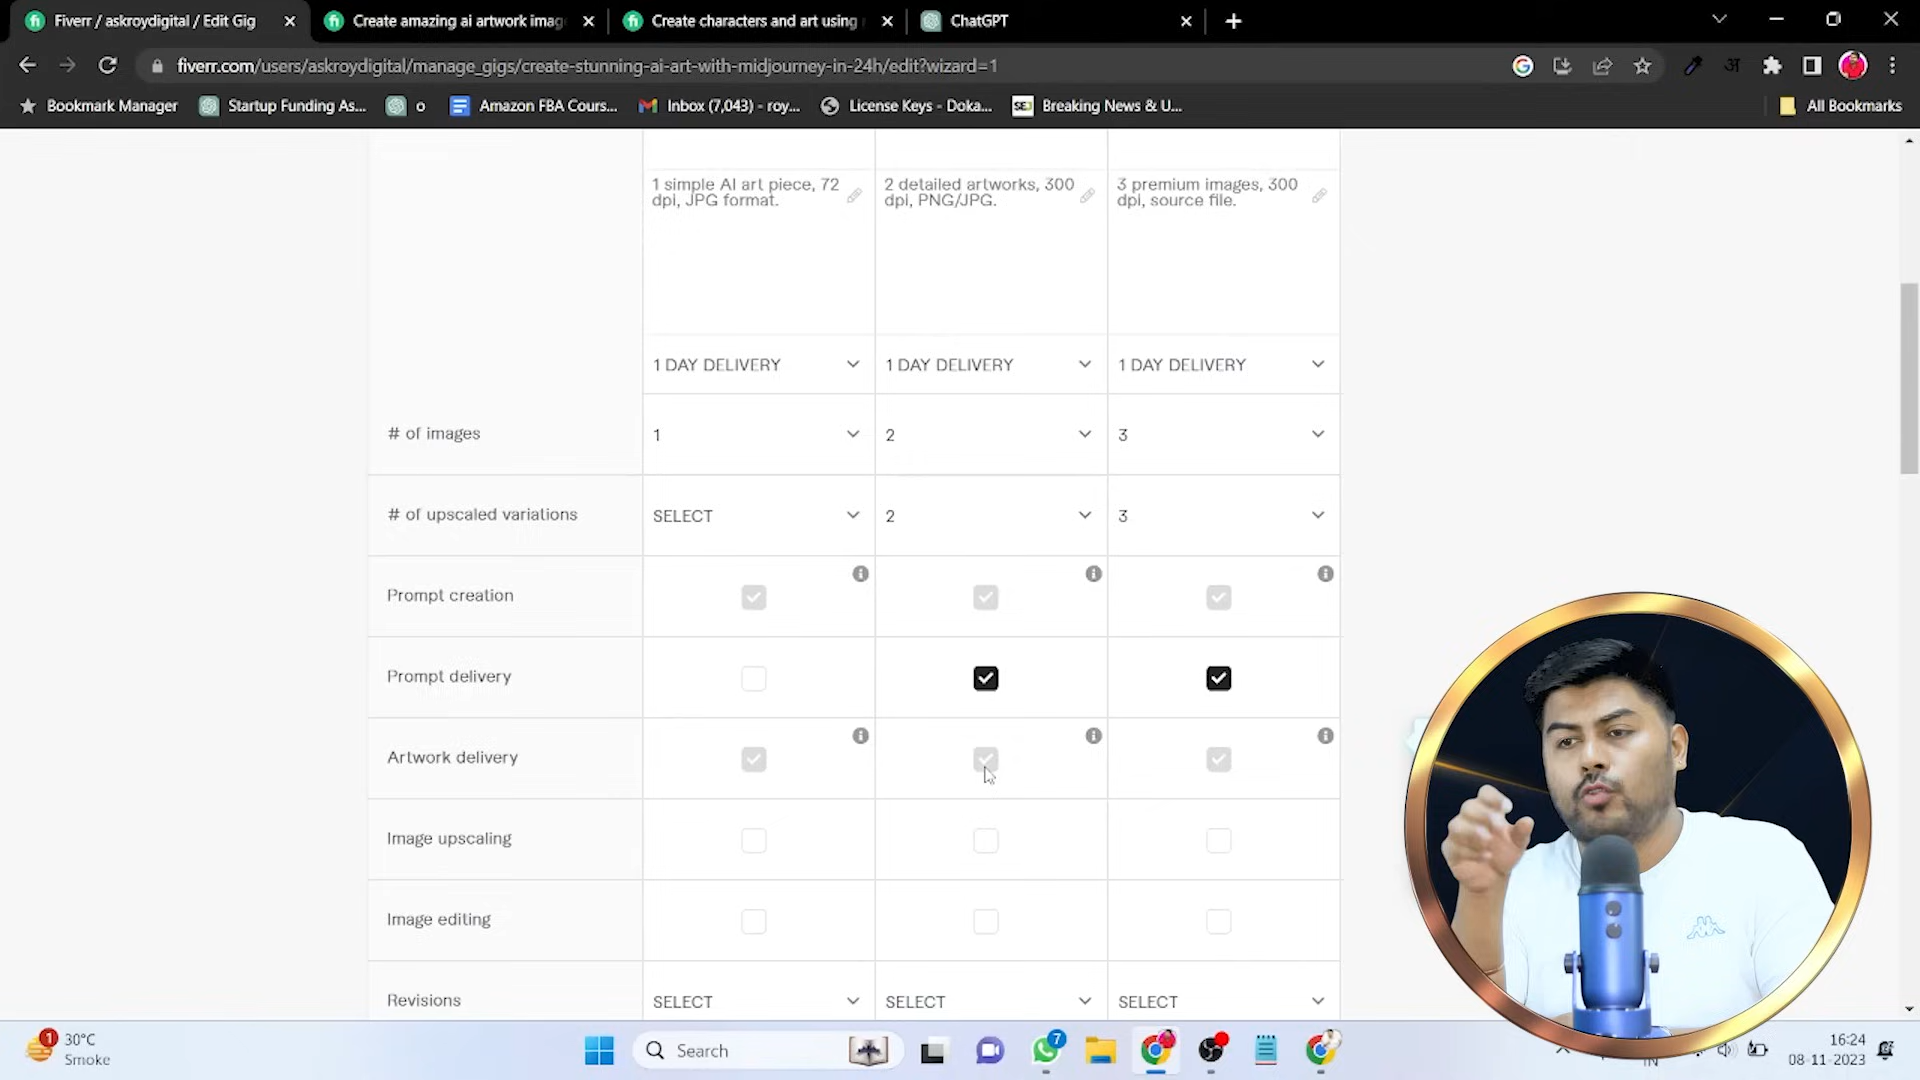 Fiverr / askroydigital / Edit Gig
Create amazing ai artwork imag
Create characters and art using
ChatGPT
fiverr.com/users/askroydigital/manage_gigs/create-stunning-ai-art-with-midjourney-in-24h/edit?wizard=1
Bookmark Manager
Startup Funding As...
o
Amazon FBA Cours...
Inbox (7,043) - roy...
License Keys - Doka...
SEJ
Breaking News & U...
All Bookmarks
1 simple AI art piece, 72
dpi, JPG format.
2 detailed artworks, 300
dpi, PNG/JPG.
3 premium images, 300
dpi, source file.
1 DAY DELIVERY
1 DAY DELIVERY
1 DAY DELIVERY
# of images
1
2
3
# of upscaled variations
SELECT
2
3
Prompt creation
Prompt delivery
Artwork delivery
Image upscaling
Image editing
Revisions
SELECT
SELECT
SELECT
1
30°C
Smoke
Search
7
IN
16:24
08-11-2023